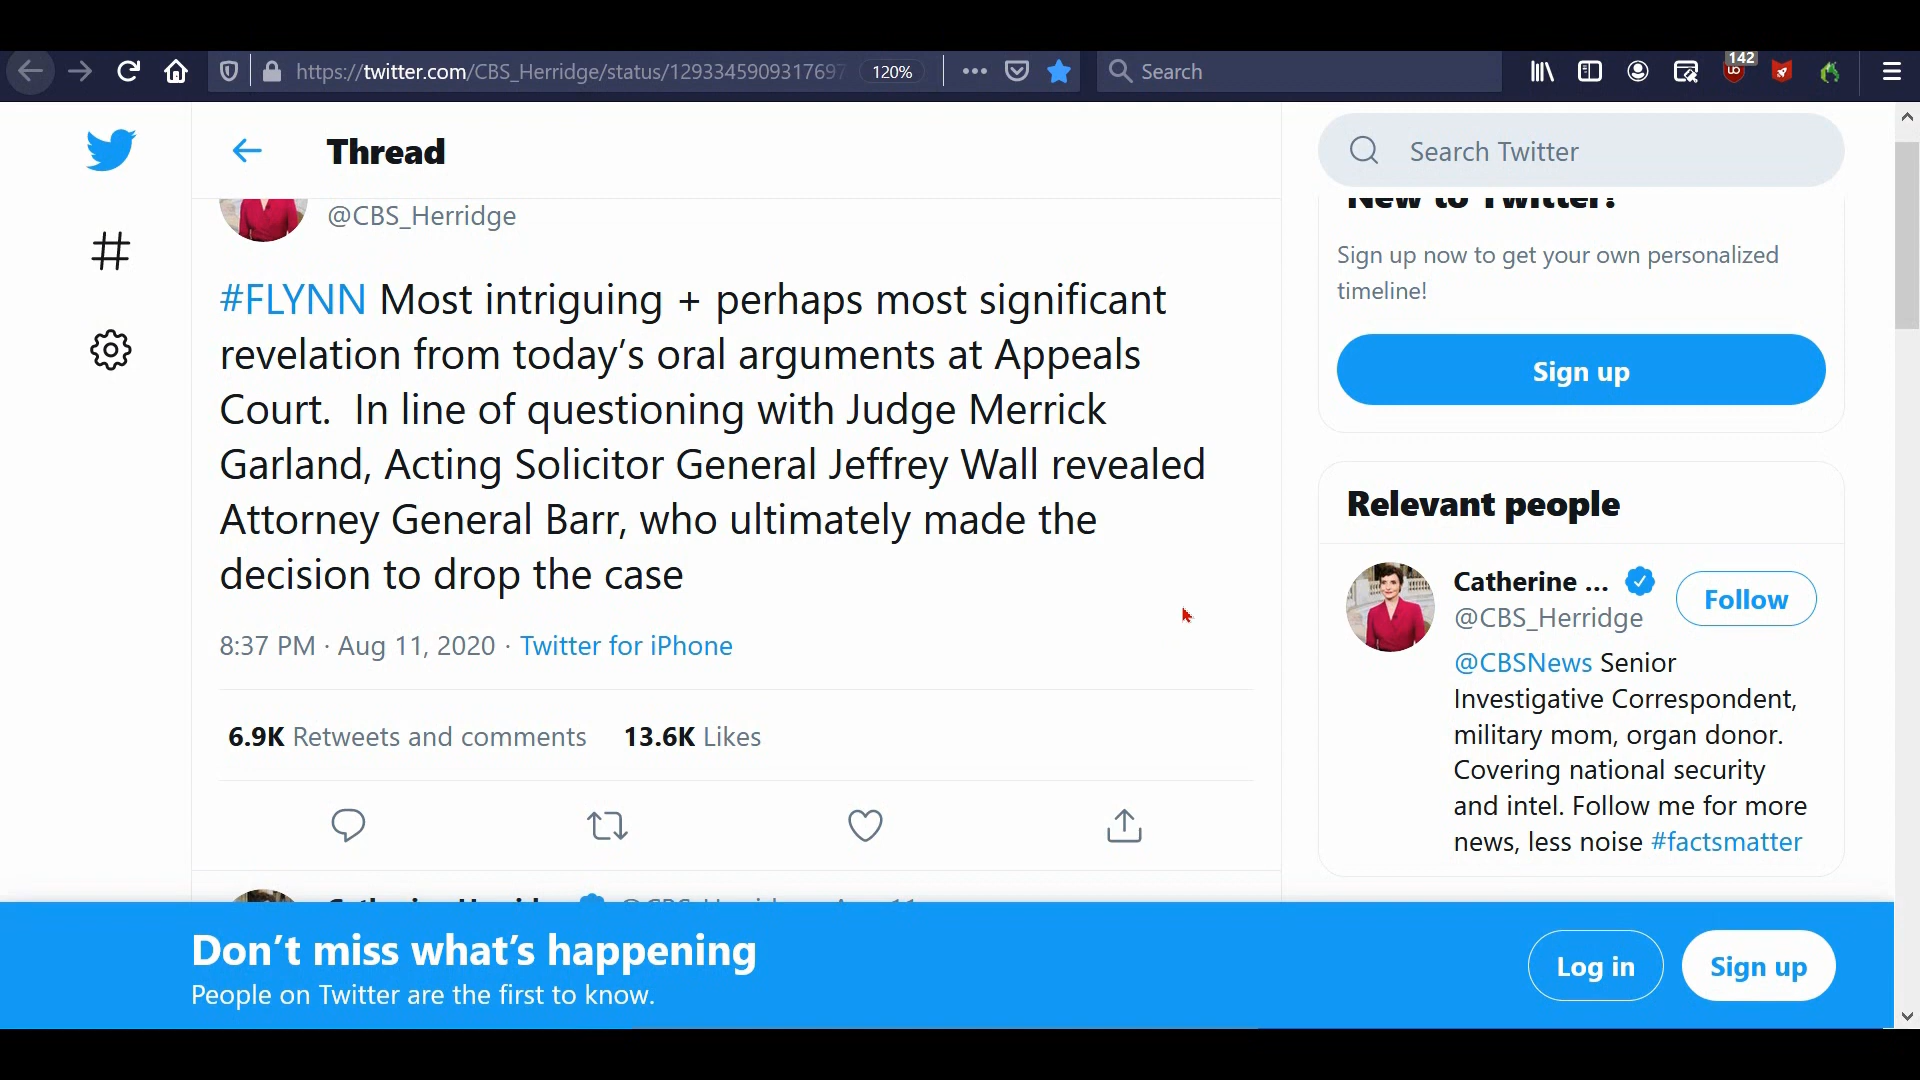 https://twitter.com/CBS_Herridge/status/129334590931769
120%
Search
142
Thread
Search Twitter
@CBS_Herridge
New to Twitter?
Sign up now to get your own personalized
timeline!
Sign up
#FLYNN Most intriguing + perhaps most significant
revelation from today’s oral arguments at Appeals
Court.  In line of questioning with Judge Merrick
Garland, Acting Solicitor General Jeffrey Wall revealed
Attorney General Barr, who ultimately made the
decision to drop the case
8:37 PM · Aug 11, 2020 · Twitter for iPhone
6.9K Retweets and comments 13.6K Likes
Relevant people
Catherine ...
@CBS_Herridge
Follow
@CBSNews Senior
Investigative Correspondent,
military mom, organ donor.
Covering national security
and intel. Follow me for more
news, less noise #factsmatter
Don’t miss what’s happening
People on Twitter are the first to know.
Log in
Sign up